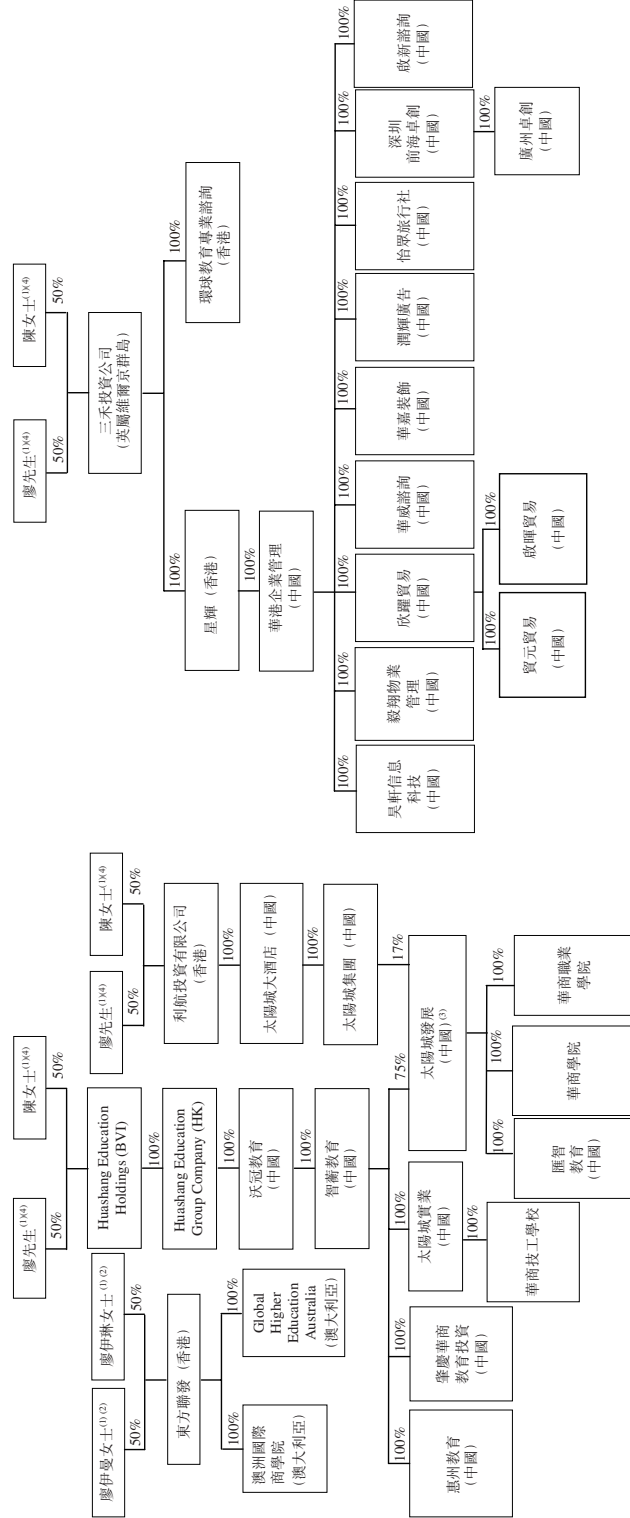 廖先生(1)(4)
陳女士(1)(4)
50%
50%
廖伊曼女士(1) (2)
廖伊琳女士(1) (2)
50%
50%
東方聯發（香港）
100%
100%
澳洲國際
商學院
（澳大利亞）
Global
Higher
Education
Australia
（澳大利亞）
Huashang Education
Holdings (BVI)
100%
Huashang Education
Group Company (HK)
100%
沃冠教育
（中國）
100%
智蘅教育
（中國）
廖先生(1)(4)
陳女士(1)(4)
50%
50%
利航投資有限公司
（香港）
100%
太陽城大酒店（中國）
100%
太陽城集團（中國）
100%
100%
100%
75%
17%
惠州教育
（中國）
肇慶華商
教育投資
（中國）
太陽城實業
（中國）
太陽城發展
（中國）(3)
100%
華商技工學校
100%
100%
100%
匯智
教育
（中國）
華商學院
華商職業
學院
廖先生(1)(4)
陳女士(1)(4)
50%
50%
三禾投資公司
（英屬維爾京群島）
100%
100%
星輝（香港）
環球教育專業諮詢
（香港）
100%
華港企業管理
（中國）
100%
100%
100%
100%
100%
100%
100%
100%
100%
昊軒信息
科技
（中國）
毅翔物業
管理
（中國）
欣躍貿易
（中國）
華威諮詢
（中國）
華嘉裝飾
（中國）
潤輝廣告
（中國）
怡眾旅行社
（中國）
深圳
前海卓創
（中國）
啟新諮詢
（中國）
100%
100%
100%
貿元貿易
（中國）
啟暉貿易
（中國）
廣州卓創
（中國）